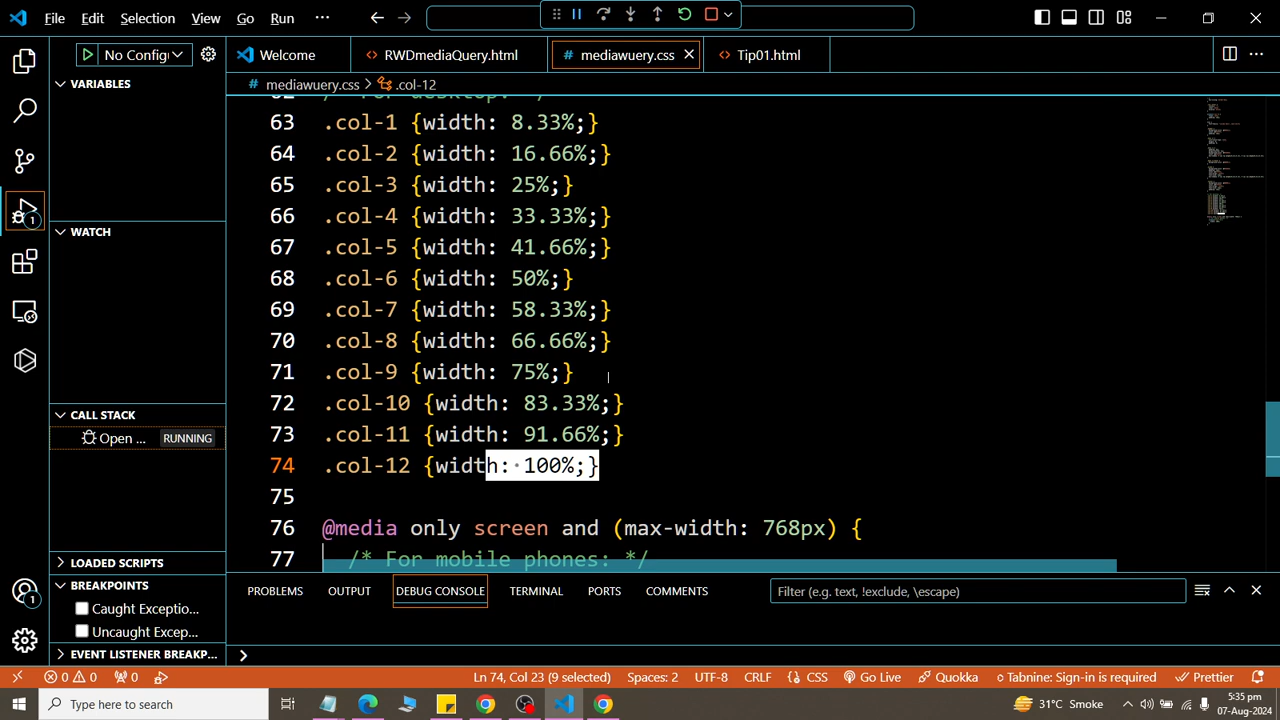 File Edit Selection View Go Run ···
No Config
Welcome
RWDmediaQuery.html
# mediawuery.css
Tip01.html
VARIABLES
# mediawuery.css > .col-12
63 .col-1 {width: 8.33%;}
64 .col-2 {width: 16.66%;}
65 .col-3 {width: 25%;}
66 .col-4 {width: 33.33%;}
67 .col-5 {width: 41.66%;}
68 .col-6 {width: 50%;}
69 .col-7 {width: 58.33%;}
70 .col-8 {width: 66.66%;}
71 .col-9 {width: 75%;}
72 .col-10 {width: 83.33%;}
73 .col-11 {width: 91.66%;}
74 .col-12 {width: 100%;}
75
76 @media only screen and (max-width: 768px) {
77 /* For mobile phones: */
WATCH
CALL STACK
Open ... RUNNING
LOADED SCRIPTS
BREAKPOINTS
Caught Exceptio...
Uncaught Excep...
EVENT LISTENER BREAKP...
1
1
PROBLEMS OUTPUT DEBUG CONSOLE TERMINAL PORTS COMMENTS
Filter (e.g. text, !exclude, \escape)
0 0 0
Ln 74, Col 23 (9 selected) Spaces: 2 UTF-8 CRLF {} CSS Go Live Quokka Tabnine: Sign-in is required Prettier
Type here to search
31°C Smoke
5:35 pm
07-Aug-2024